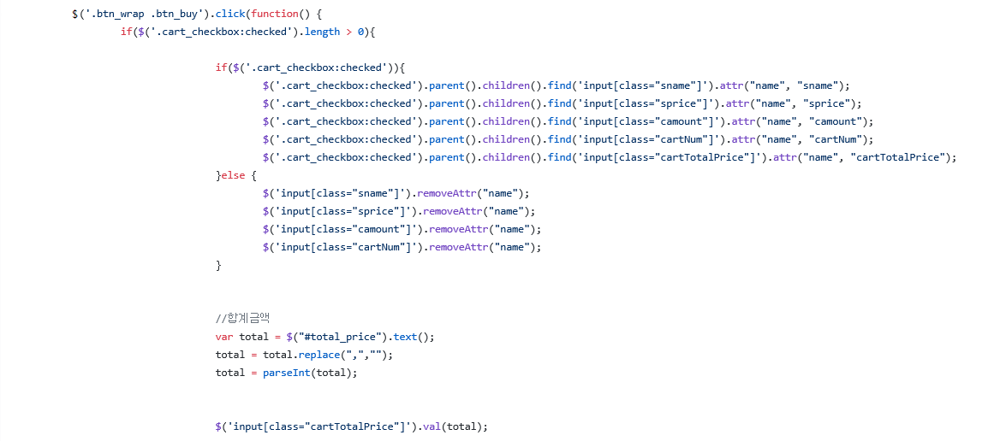 $('.btn_wrap .btn_buy').click(function() {
if($('.cart_checkbox:checked').length > 0){
if($('.cart_checkbox:checked')){
$('.cart_checkbox:checked').parent().children().find('input[class="sname"]').attr("name", "sname");
$('.cart_checkbox:checked').parent().children().find('input[class="sprice"]').attr("name", "sprice");
$('.cart_checkbox:checked').parent().children().find('input[class="camount"]').attr("name", "camount");
$('.cart_checkbox:checked').parent().children().find('input[class="cartNum"]').attr("name", "cartNum");
$('.cart_checkbox:checked').parent().children().find('input[class="cartTotalPrice"]').attr("name", "cartTotalPrice");
}else {
$('input[class="sname"]').removeAttr("name");
$('input[class="sprice"]').removeAttr("name");
$('input[class="camount"]').removeAttr("name");
$('input[class="cartNum"]').removeAttr("name");
}
//합계금액
var total = $("#total_price").text();
total = total.replace(",","");
total = parseInt(total);
$('input[class="cartTotalPrice"]').val(total);